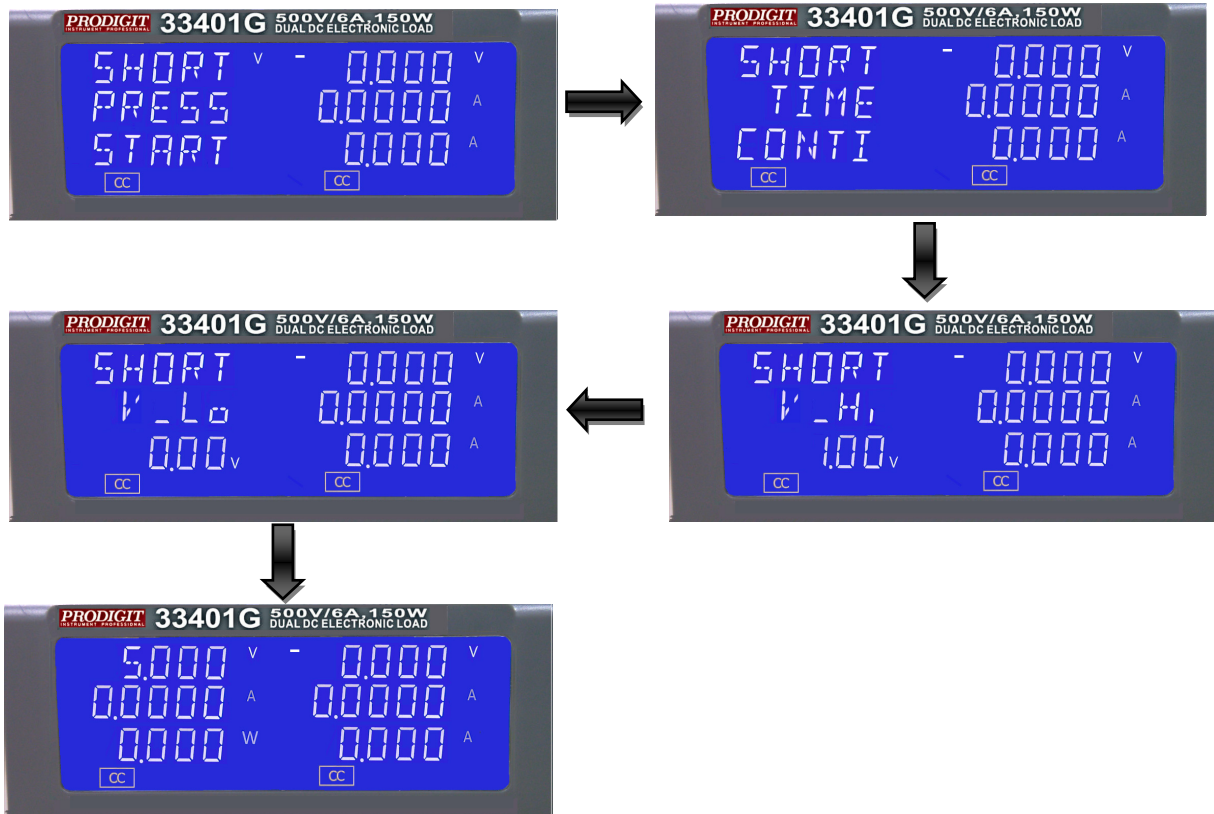 PRODIGIT 33401G 500V/6A,150W
INSTRUMENT PROFESSIONAL DUAL DC ELECTRONIC LOAD
SHORT V - 0.000 V
PRESS 0.0000 A
START 0.000 A
CC CC
PRODIGIT 33401G 500V/6A,150W
INSTRUMENT PROFESSIONAL DUAL DC ELECTRONIC LOAD
SHORT - 0.000 V
TIME 0.0000 A
CONTI 0.000 A
CC CC
PRODIGIT 33401G 500V/6A,150W
INSTRUMENT PROFESSIONAL DUAL DC ELECTRONIC LOAD
SHORT - 0.000 V
V_Hi 0.0000 A
1.00 V 0.000 A
CC CC
PRODIGIT 33401G 500V/6A,150W
INSTRUMENT PROFESSIONAL DUAL DC ELECTRONIC LOAD
SHORT - 0.000 V
V_Lo 0.0000 A
0.00 V 0.000 A
CC CC
PRODIGIT 33401G 500V/6A,150W
INSTRUMENT PROFESSIONAL DUAL DC ELECTRONIC LOAD
5.000 V - 0.000 V
0.0000 A 0.0000 A
0.000 W 0.000 A
CC CC